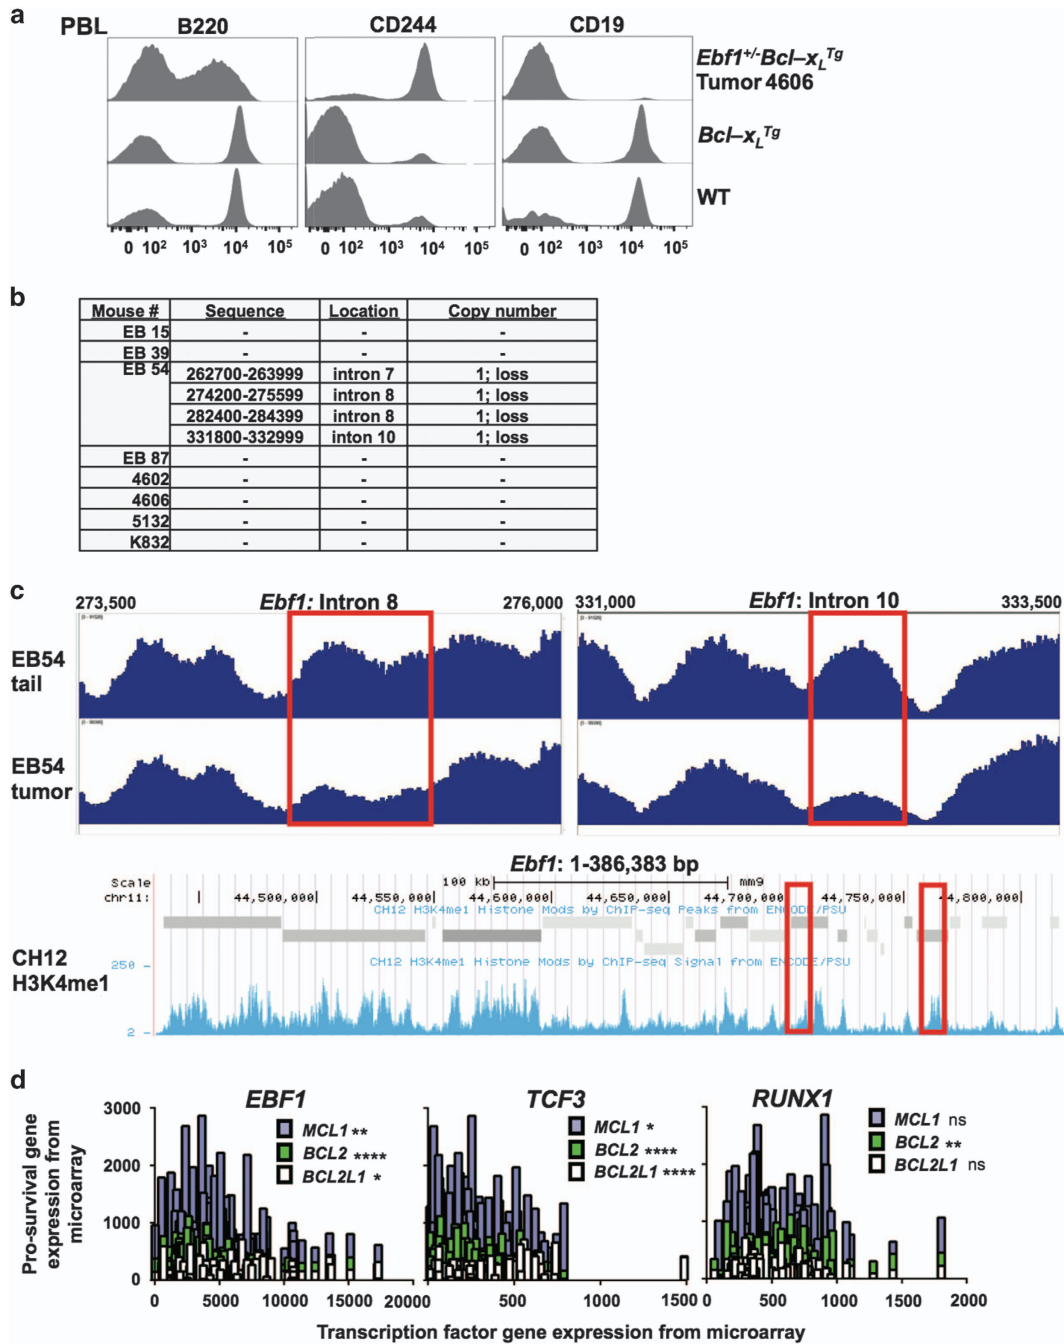 a
PBL B220 CD244 CD19
Ebf1+/-Bcl–xLTg
Tumor 4606
Bcl–xLTg
WT
0 10² 10³ 10⁴ 10⁵ 0 10² 10³ 10⁴ 10⁵ 0 10² 10³ 10⁴ 10⁵
b
Mouse # Sequence Location Copy number
EB 15 - - -
EB 39 - - -
EB 54
262700-263999 intron 7 1; loss
274200-275599 intron 8 1; loss
282400-284399 intron 8 1; loss
331800-332999 inton 10 1; loss
EB 87 - - -
4602 - - -
4606 - - -
5132 - - -
K832 - - -
c
273,500 Ebf1: Intron 8 276,000 331,000 Ebf1: Intron 10 333,500
EB54
tail
EB54
tumor
Ebf1: 1-386,383 bp
Scale 100 kb mm9
chr11: 44,500,000 44,550,000 44,600,000 44,650,000 44,700,000 44,750,000 44,800,000
CH12 H3K4me1 Histone Mods by ChIP-seq Peaks from ENCODE/PSU
CH12
H3K4me1
250 –
CH12 H3K4me1 Histone Mods by ChIP-seq Signal from ENCODE/PSU
2 –
d
EBF1 TCF3 RUNX1
Pro-survival gene
expression from
microarray
3000
2000
1000
0
MCL1 **
BCL2 ****
BCL2L1 *
MCL1 *
BCL2 ****
BCL2L1 ****
MCL1 ns
BCL2 **
BCL2L1 ns
0 5000 10000 15000 20000 500 1000 1500 0 500 1000 1500 2000
Transcription factor gene expression from microarray